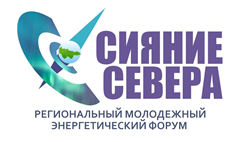 СИЯНИЕ
СЕВЕРА
РЕГИОНАЛЬНЫЙ МОЛОДЕЖНЫЙ
ЭНЕРГЕТИЧЕСКИЙ ФОРУМ